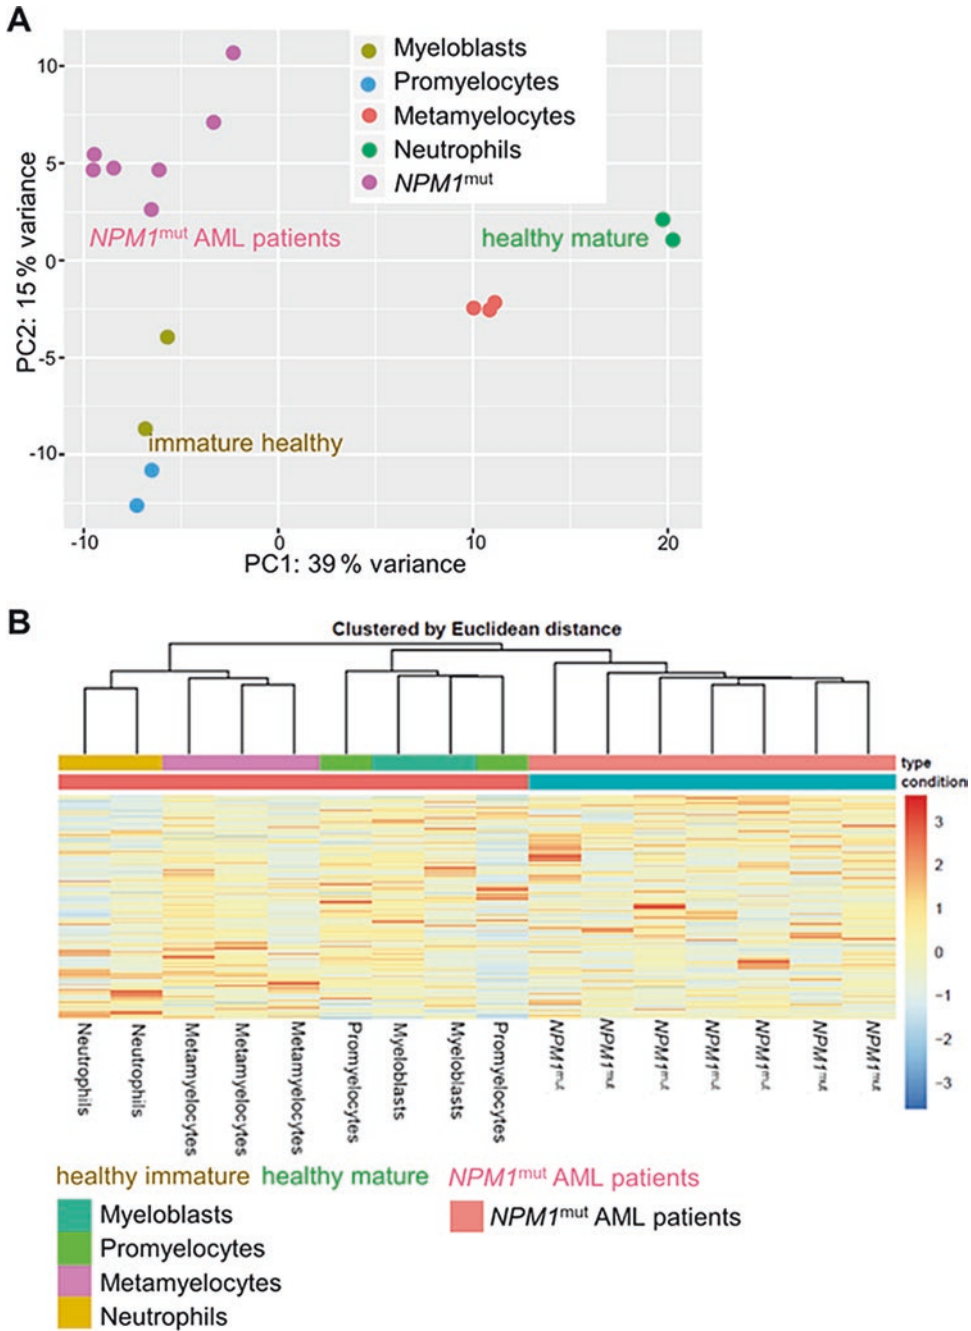 A
Myeloblasts
Promyelocytes
Metamyelocytes
Neutrophils
NPM1mut
10
5
0
-5
-10
PC2: 15 % variance
NPM1mut AML patients
healthy mature
immature healthy
-10
0
10
20
PC1: 39 % variance
B
Clustered by Euclidean distance
type
condition
3
2
1
0
−1
−2
−3
Neutrophils
Neutrophils
Metamyelocytes
Metamyelocytes
Metamyelocytes
Promyelocytes
Myeloblasts
Myeloblasts
Promyelocytes
NPM1mut
NPM1mut
NPM1mut
NPM1mut
NPM1mut
NPM1mut
NPM1mut
healthy immature healthy mature NPM1mut AML patients
Myeloblasts
NPM1mut AML patients
Promyelocytes
Metamyelocytes
Neutrophils